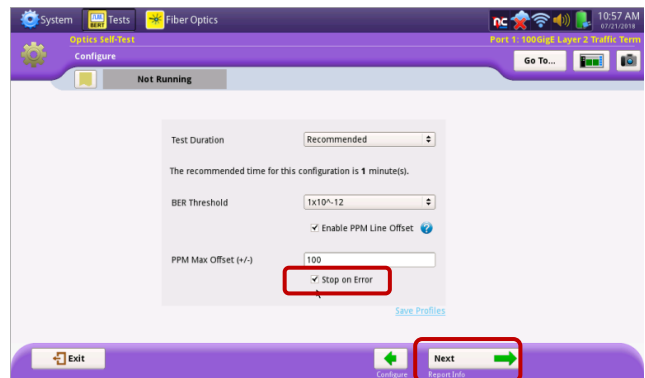 System Tests Fiber Optics nc 10:57 AM
BERT 07/21/2018
Optics Self-Test Port 1: 100GigE Layer 2 Traffic Term
Configure Go To...
Not Running
Test Duration Recommended
The recommended time for this configuration is 1 minute(s).
BER Threshold 1x10^-12
Enable PPM Line Offset ?
PPM Max Offset (+/-) 100
Stop on Error
Save Profiles
Exit Next
Configure Report Info